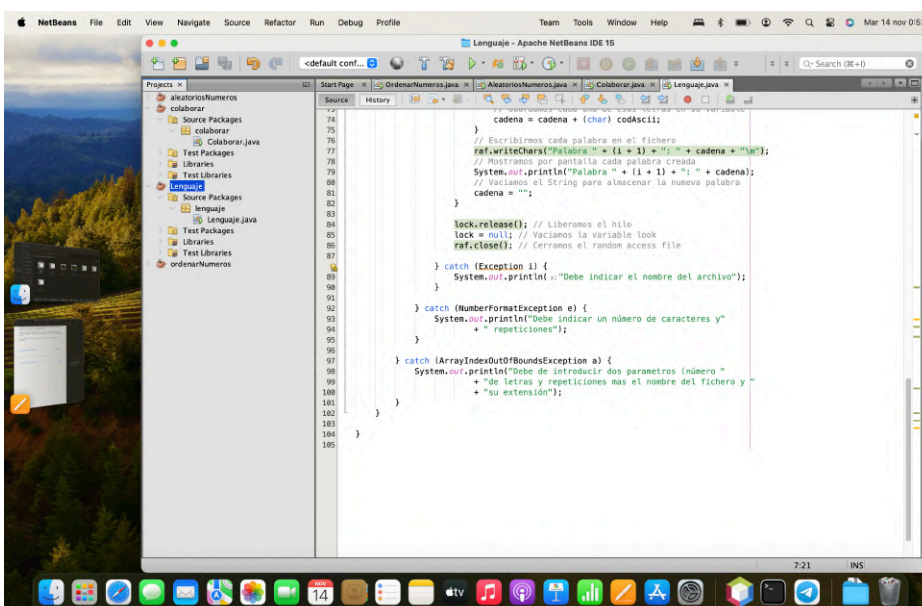 NetBeans File Edit View Navigate Source Refactor Run Debug Profile Team Tools Window Help Mar 14 nov 0:5
Lenguaje - Apache NetBeans IDE 15
<default conf... Search (⌘+I)
Projects × Start Page × OrdenarNumeros.java × AleatoriosNumeros.java × Colaborar.java × Lenguaje.java ×
Source History
aleatoriosNumeros
colaborar
Source Packages
colaborar
Colaborar.java
Test Packages
Libraries
Test Libraries
Lenguaje
Source Packages
lenguaje
Lenguaje.java
Test Packages
Libraries
Test Libraries
ordenarNumeros
74 cadena = cadena + (char) codAscii;
75 }
76 // Escribirmos cada palabra en el fichero
77 raf.writeChars("Palabra " + (i + 1) + ": " + cadena + "\n");
78 // Mostramos por pantalla cada palabra creada
79 System.out.println("Palabra " + (i + 1) + ": " + cadena);
80 // Vaciamos el String para almacenar la numeva palabra
81 cadena = "";
82 }
83
84 lock.release(); // Liberamos el hilo
85 lock = null; // Vaciamos la variable look
86 raf.close(); // Cerramos el random access file
87
} catch (Exception i) {
89 System.out.println("Debe indicar el nombre del archivo");
90 }
91
92 } catch (NumberFormatException e) {
93 System.out.println("Debe indicar un número de caracteres y"
94 + " repeticiones");
95 }
96
97 } catch (ArrayIndexOutOfBoundsException a) {
98 System.out.println("Debe de introducir dos parametros (número "
99 + "de letras y repeticiones mas el nombre del fichero y "
100 + "su extensión");
101 }
102 }
103
104 }
105
7:21 INS
NOV
14
tv